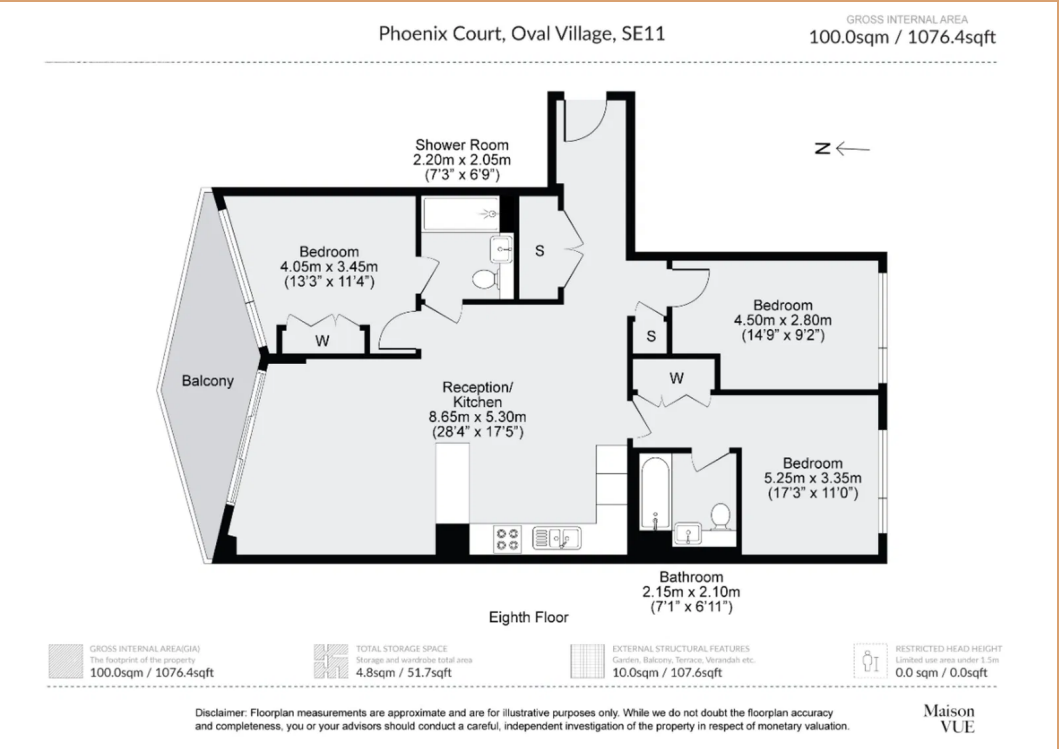 Phoenix Court, Oval Village, SE11
GROSS INTERNAL AREA
100.0sqm / 1076.4sqft
Shower Room
2.20m x 2.05m
(7'3" x 6'9")
N
Bedroom
4.05m x 3.45m
(13'3" x 11'4")
S
W
Bedroom
4.50m x 2.80m
(14'9" x 9'2")
S
W
Balcony
Reception/
Kitchen
8.65m x 5.30m
(28'4" x 17'5")
Bedroom
5.25m x 3.35m
(17'3" x 11'0")
Bathroom
2.15m x 2.10m
(7'1" x 6'11")
Eighth Floor
GROSS INTERNAL AREA(GIA)
The footprint of the property
100.0sqm / 1076.4sqft
TOTAL STORAGE SPACE
Storage and wardrobe total area
4.8sqm / 51.7sqft
EXTERNAL STRUCTURAL FEATURES
Garden, Balcony, Terrace, Verandah etc.
10.0sqm / 107.6sqft
RESTRICTED HEAD HEIGHT
Limited use area under 1.5m
0.0 sqm / 0.0sqft
Disclaimer: Floorplan measurements are approximate and are for illustrative purposes only. While we do not doubt the floorplan accuracy
and completeness, you or your advisors should conduct a careful, independent investigation of the property in respect of monetary valuation.
Maison
VUE